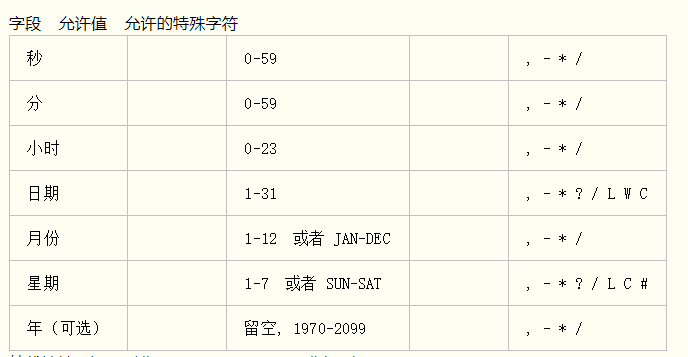 字段 允许值 允许的特殊字符
秒 0-59 , - * /
分 0-59 , - * /
小时 0-23 , - * /
日期 1-31 , - * ? / L W C
月份 1-12 或者 JAN-DEC , - * /
星期 1-7 或者 SUN-SAT , - * ? / L C #
年（可选） 留空, 1970-2099 , - * /